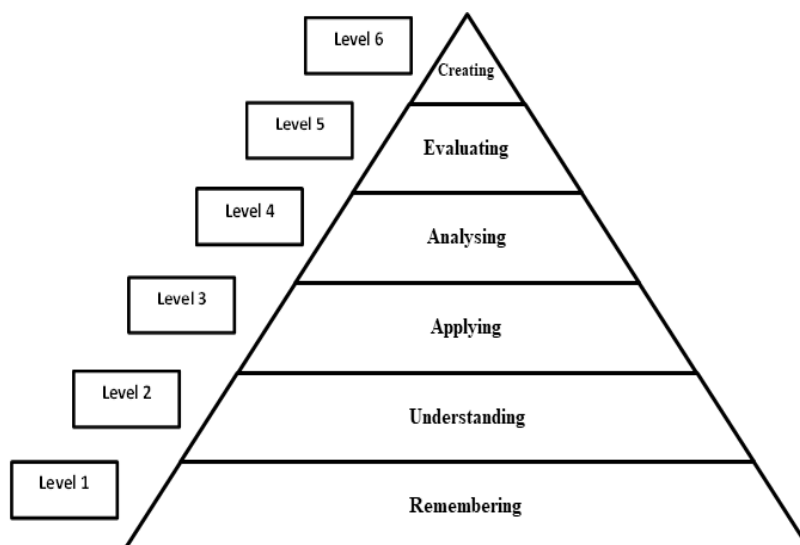 Level 6
Creating
Level 5
Evaluating
Level 4
Analysing
Level 3
Applying
Level 2
Understanding
Level 1
Remembering